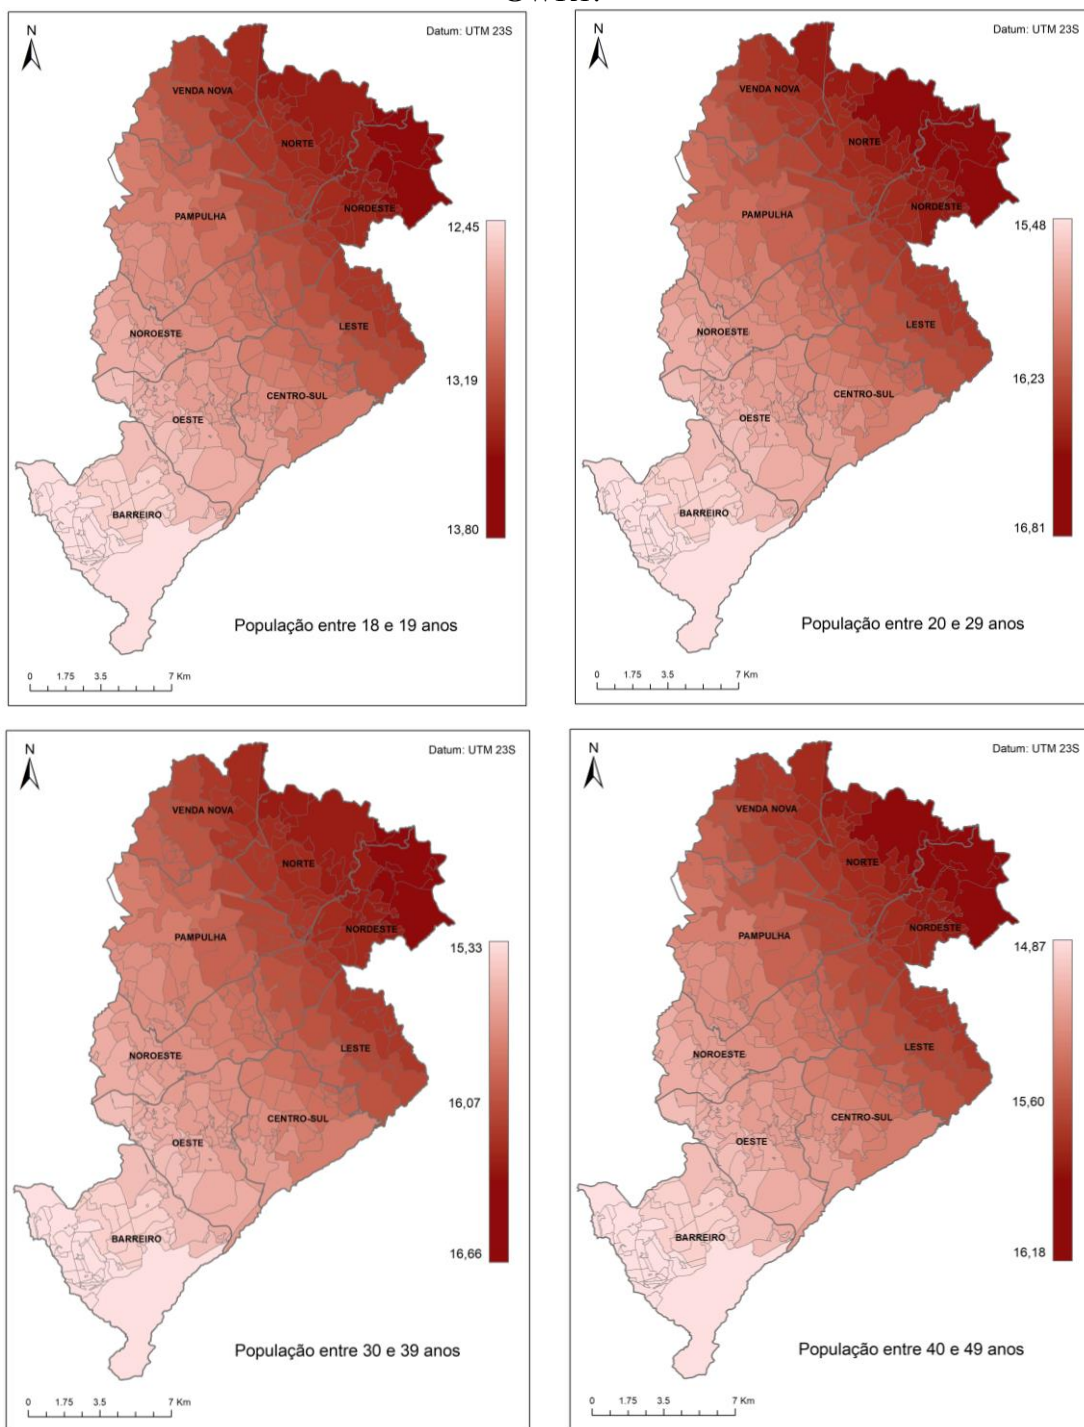 N
Datum: UTM 23S
VENDA NOVA
NORTE
PAMPULHA
NORDESTE
12,45
NOROESTE
LESTE
13,19
CENTRO-SUL
OESTE
BARREIRO
13,80
População entre 18 e 19 anos
0 1.75 3.5 7 Km
N
Datum: UTM 23S
VENDA NOVA
NORTE
NORDESTE
PAMPULHA
15,48
LESTE
NOROESTE
16,23
CENTRO-SUL
OESTE
BARREIRO
16,81
População entre 20 e 29 anos
0 1.75 3.5 7 Km
N
Datum: UTM 23S
VENDA NOVA
NORTE
NORDESTE
PAMPULHA
15,33
LESTE
NOROESTE
16,07
CENTRO-SUL
OESTE
BARREIRO
16,66
População entre 30 e 39 anos
0 1.75 3.5 7 Km
N
Datum: UTM 23S
VENDA NOVA
NORTE
NORDESTE
PAMPULHA
14,87
LESTE
NOROESTE
15,60
CENTRO-SUL
OESTE
BARREIRO
16,18
População entre 40 e 49 anos
0 1.75 3.5 7 Km